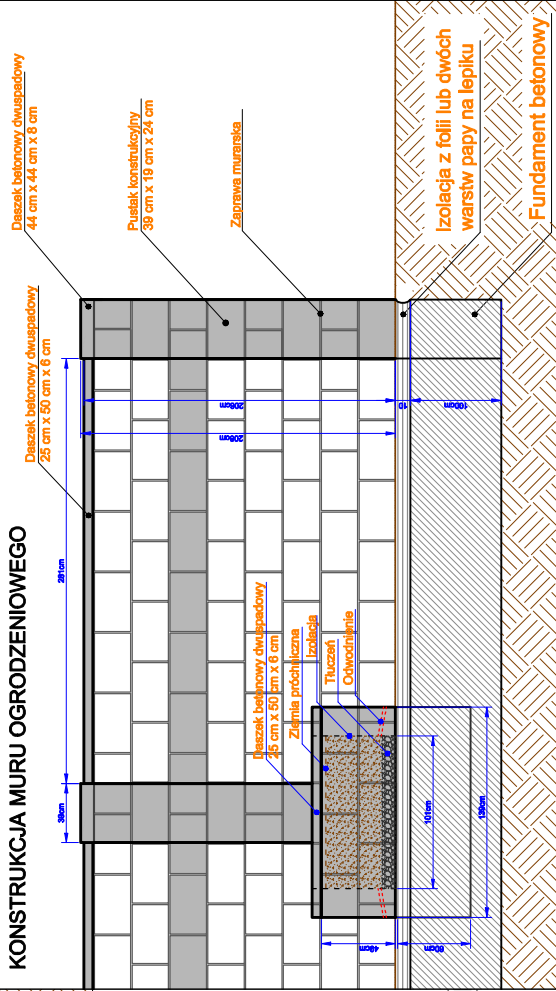 KONSTRUKCJA MURU OGRODZENIOWEGO
Daszek betonowy dwuspadowy
44 cm x 44 cm x 8 cm
Daszek betonowy dwuspadowy
25 cm x 50 cm x 6 cm
Pustak konstrukcyjny
39 cm x 19 cm x 24 cm
Zaprawa murarska
Daszek betonowy dwuspadowy
25 cm x 50 cm x 6 cm
Ziemia próchniczna
Izolacja
Tłuczeń
Odwodnienie
Izolacja z folii lub dwóch
warstw papy na lepiku
Fundament betonowy
281cm
39cm
208cm
208cm
10
100cm
101cm
139cm
49cm
60cm